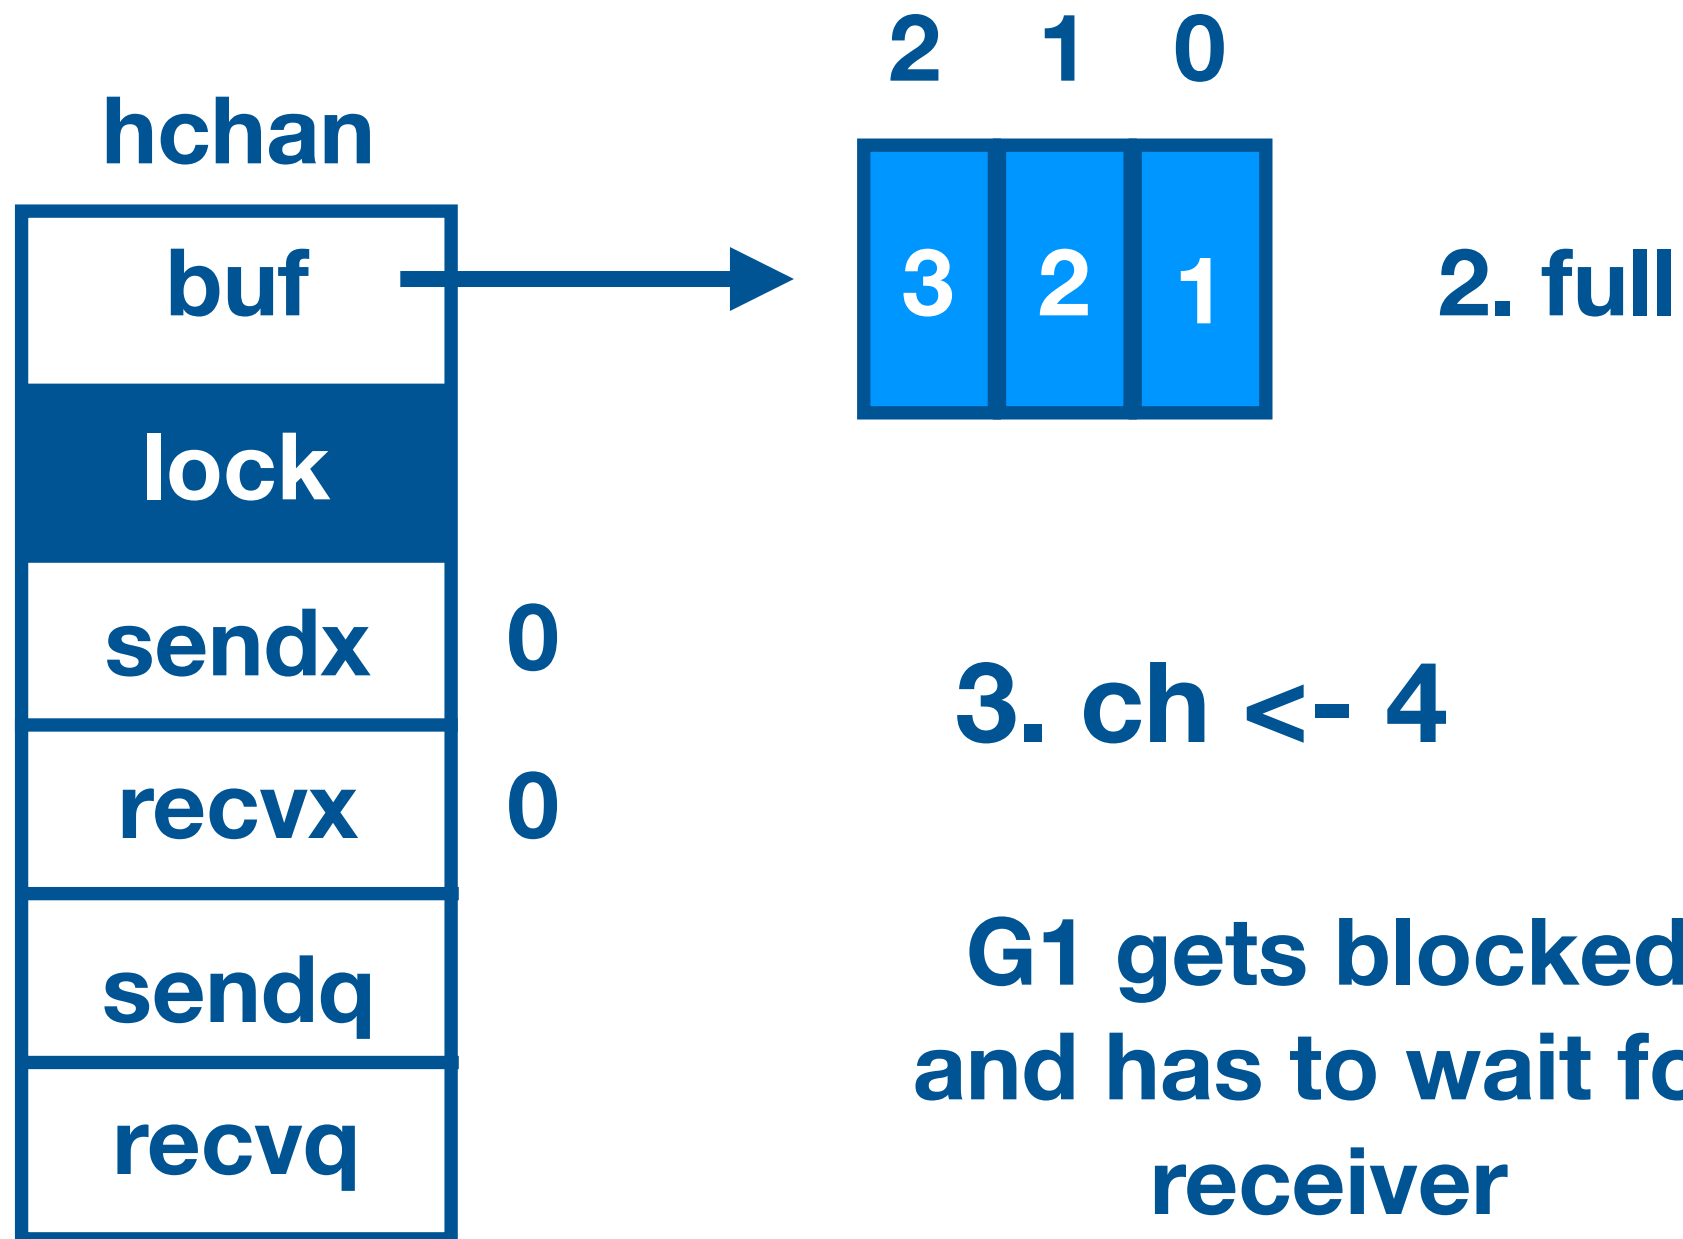 2 1 0
hchan
buf
3 2 1
2. full
lock
sendx 0
3. ch <- 4
recvx 0
G1 gets blocked
sendq
and has to wait fo
recvq
receiver